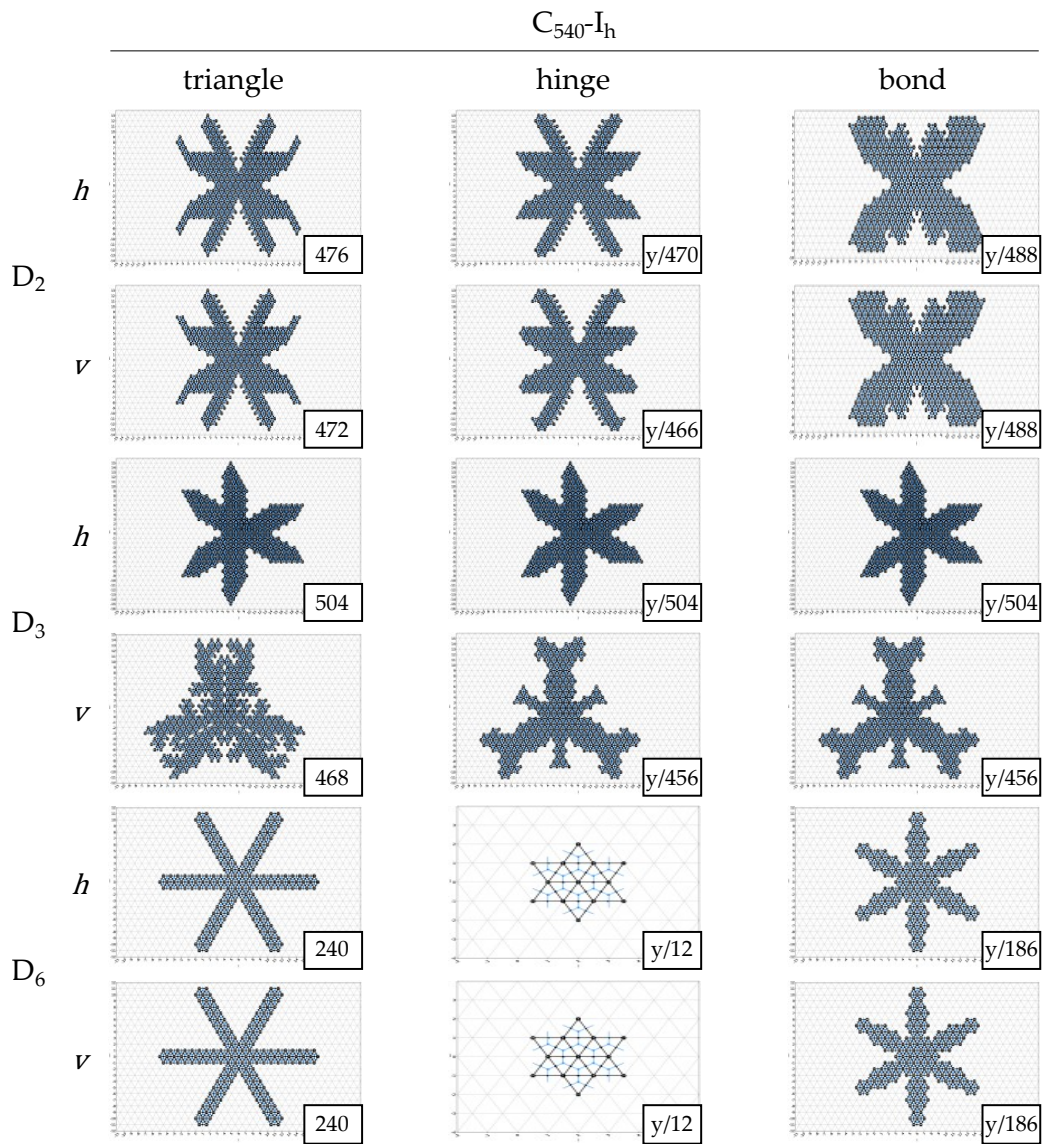 C₅₄₀-Iₕ
triangle hinge bond
D₂
h
476 y/470 y/488
v
472 y/466 y/488
D₃
h
504 y/504 y/504
v
468 y/456 y/456
D₆
h
240 y/12 y/186
v
240 y/12 y/186